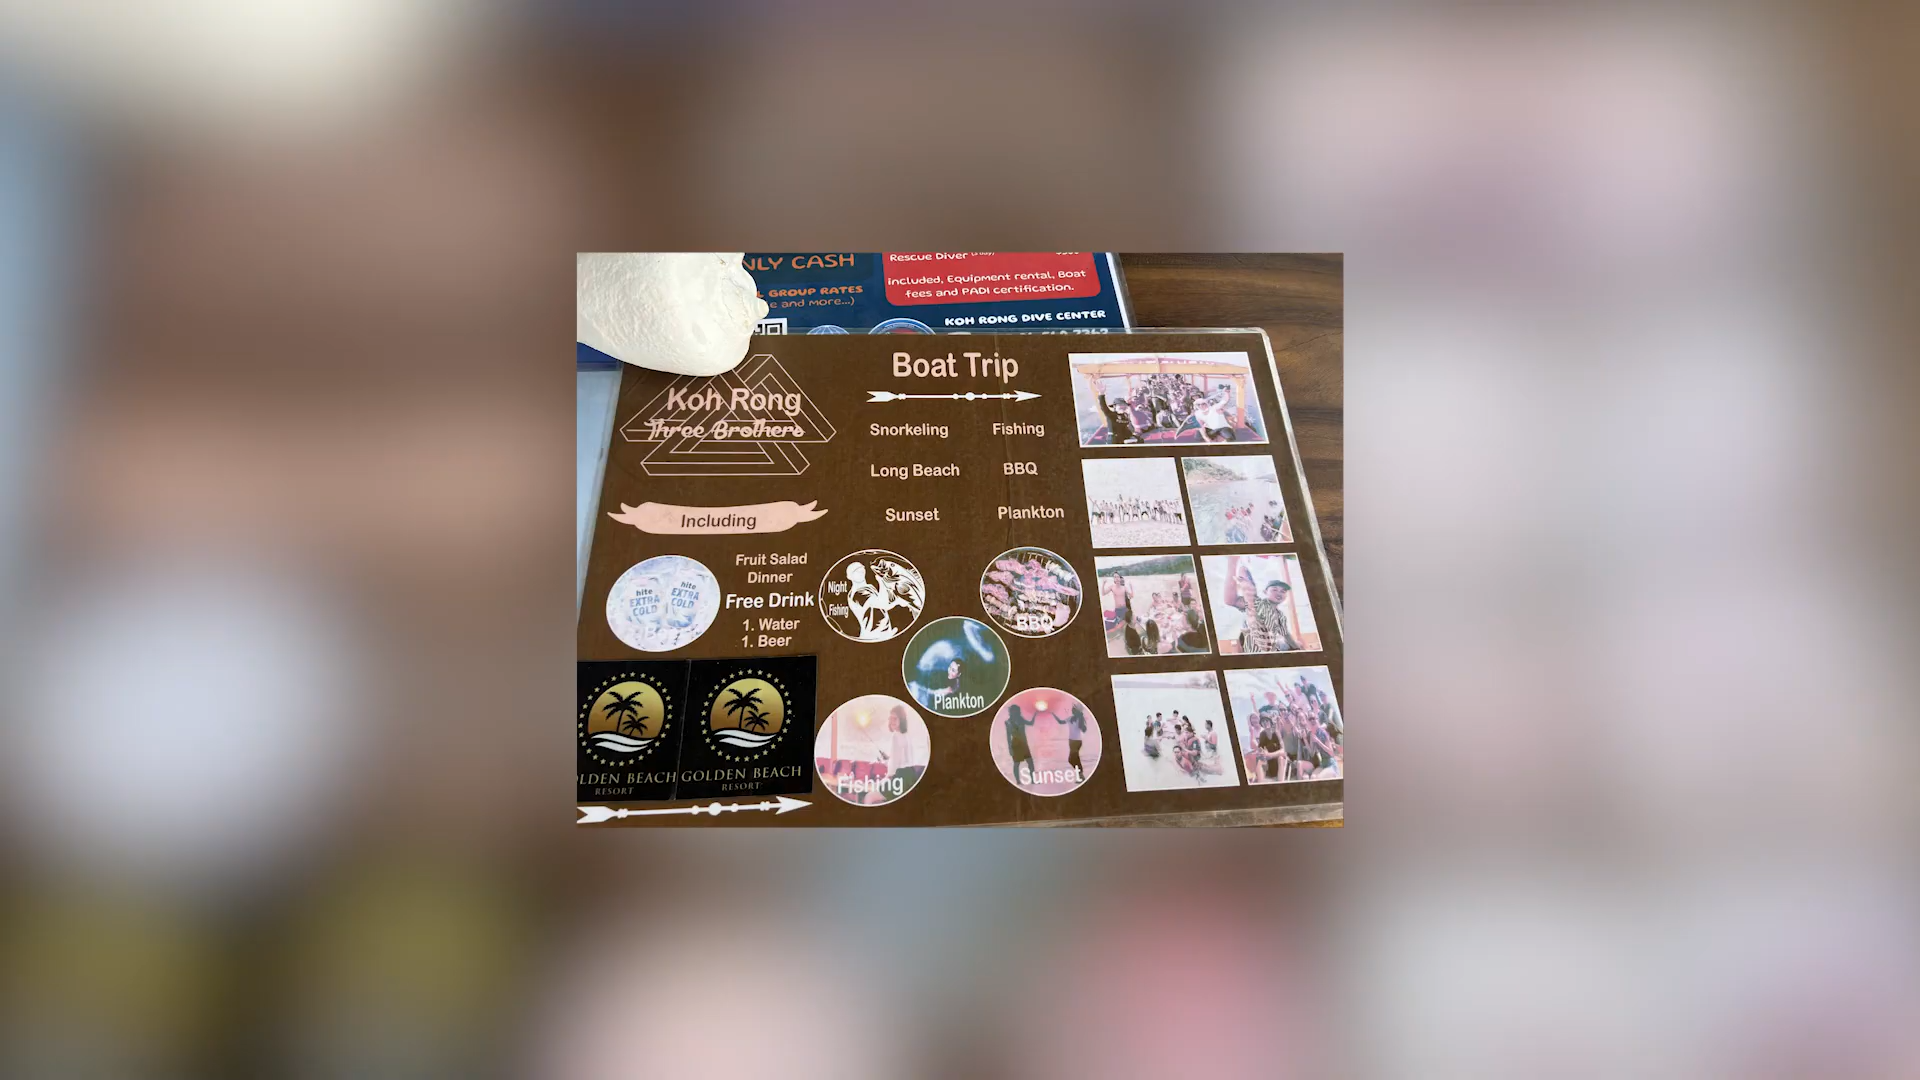 NLY CASH
L GROUP RATES
e and more...)
Rescue Diver
included, Equipment rental, Boat
fees and PADI certification.
KOH RONG DIVE CENTER
Koh Rong
Three Brothers
Boat Trip
Snorkeling Fishing
Long Beach BBQ
Sunset Plankton
Including
Fruit Salad
Dinner
Free Drink
1. Water
1. Beer
hite
EXTRA
COLD
hite
EXTRA
COLD
Night
Fishing
BBQ
Plankton
Fishing
Sunset
LDEN BEACH
RESORT
GOLDEN BEACH
RESORT